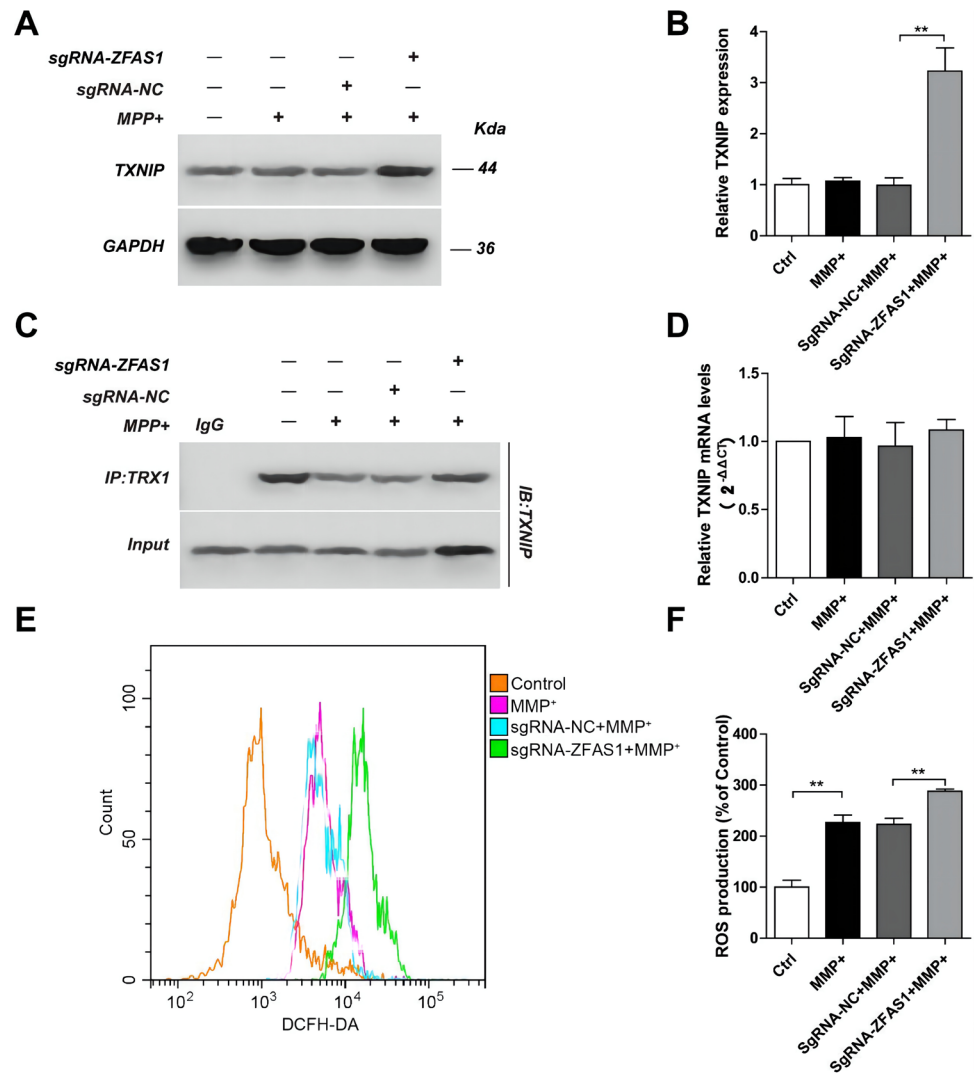 A
sgRNA-ZFAS1 — — — +
sgRNA-NC — — + —
MPP+ — + + +
Kda
TXNIP — 44
GAPDH — 36
B
Relative TXNIP expression
4
3
2
1
0
**
Ctrl
MMP+
SgRNA-NC+MMP+
SgRNA-ZFAS1+MMP+
C
sgRNA-ZFAS1 — — — +
sgRNA-NC — — + —
MPP+ IgG — + + +
IP:TRX1
Input
IB:TXNIP
D
Relative TXNIP mRNA levels
( 2^-ΔΔCT)
1.5
1.0
0.5
0.0
Ctrl
MMP+
SgRNA-NC+MMP+
SgRNA-ZFAS1+MMP+
E
Count
100
50
0
10² 10³ 10⁴ 10⁵
DCFH-DA
Control
MMP⁺
sgRNA-NC+MMP⁺
sgRNA-ZFAS1+MMP⁺
F
ROS production (% of Control)
400
300
200
100
0
** **
Ctrl
MMP+
SgRNA-NC+MMP+
SgRNA-ZFAS1+MMP+